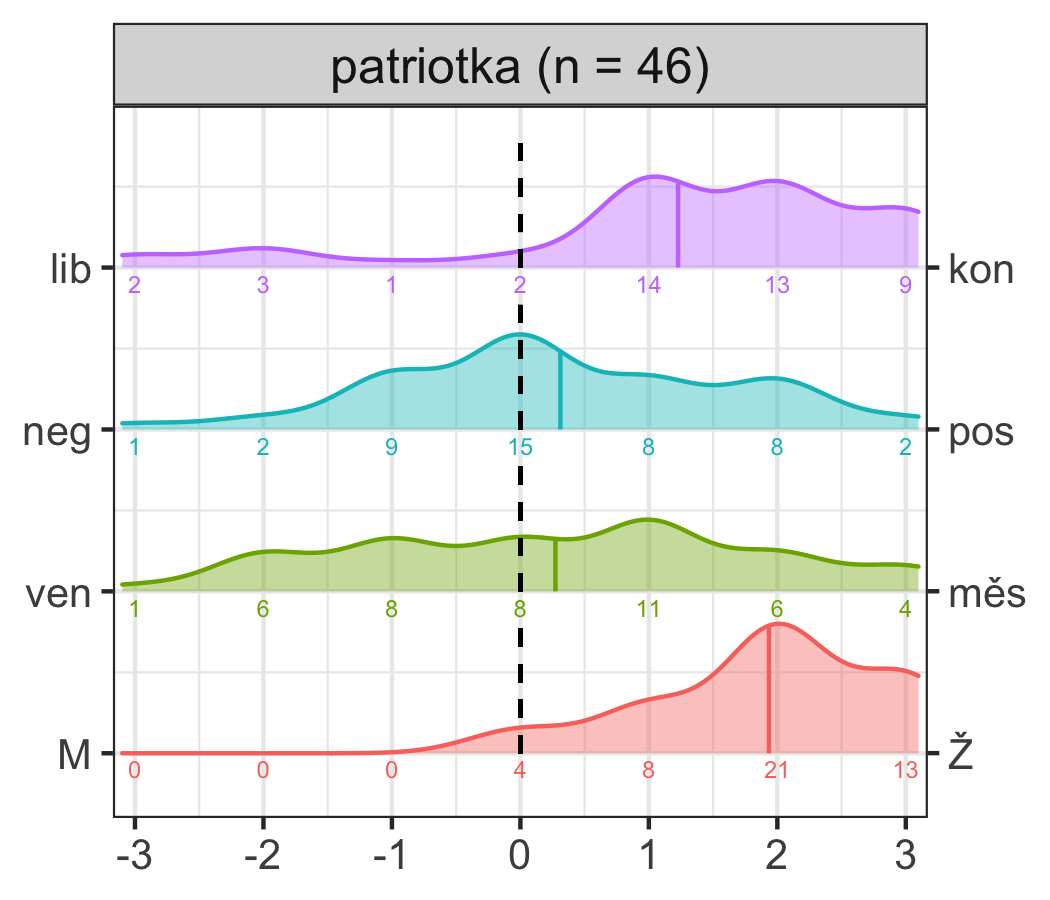 patriotka (n = 46)
lib kon
2 3 1 2 14 13 9
neg pos
1 2 9 15 8 8 2
ven měs
1 6 8 8 11 6 4
M Ž
0 0 0 4 8 21 13
-3 -2 -1 0 1 2 3